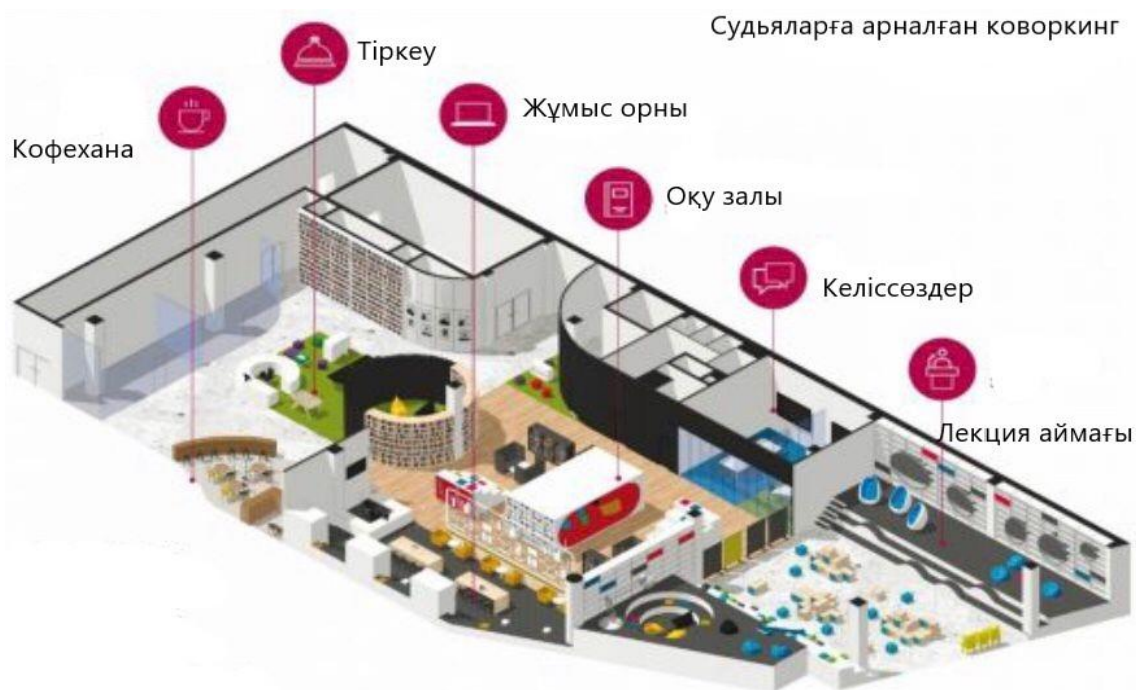 Судьяларға арналған коворкинг
Тіркеу
Жұмыс орны
Кофехана
Оқу залы
Келіссөздер
Лекция аймағы